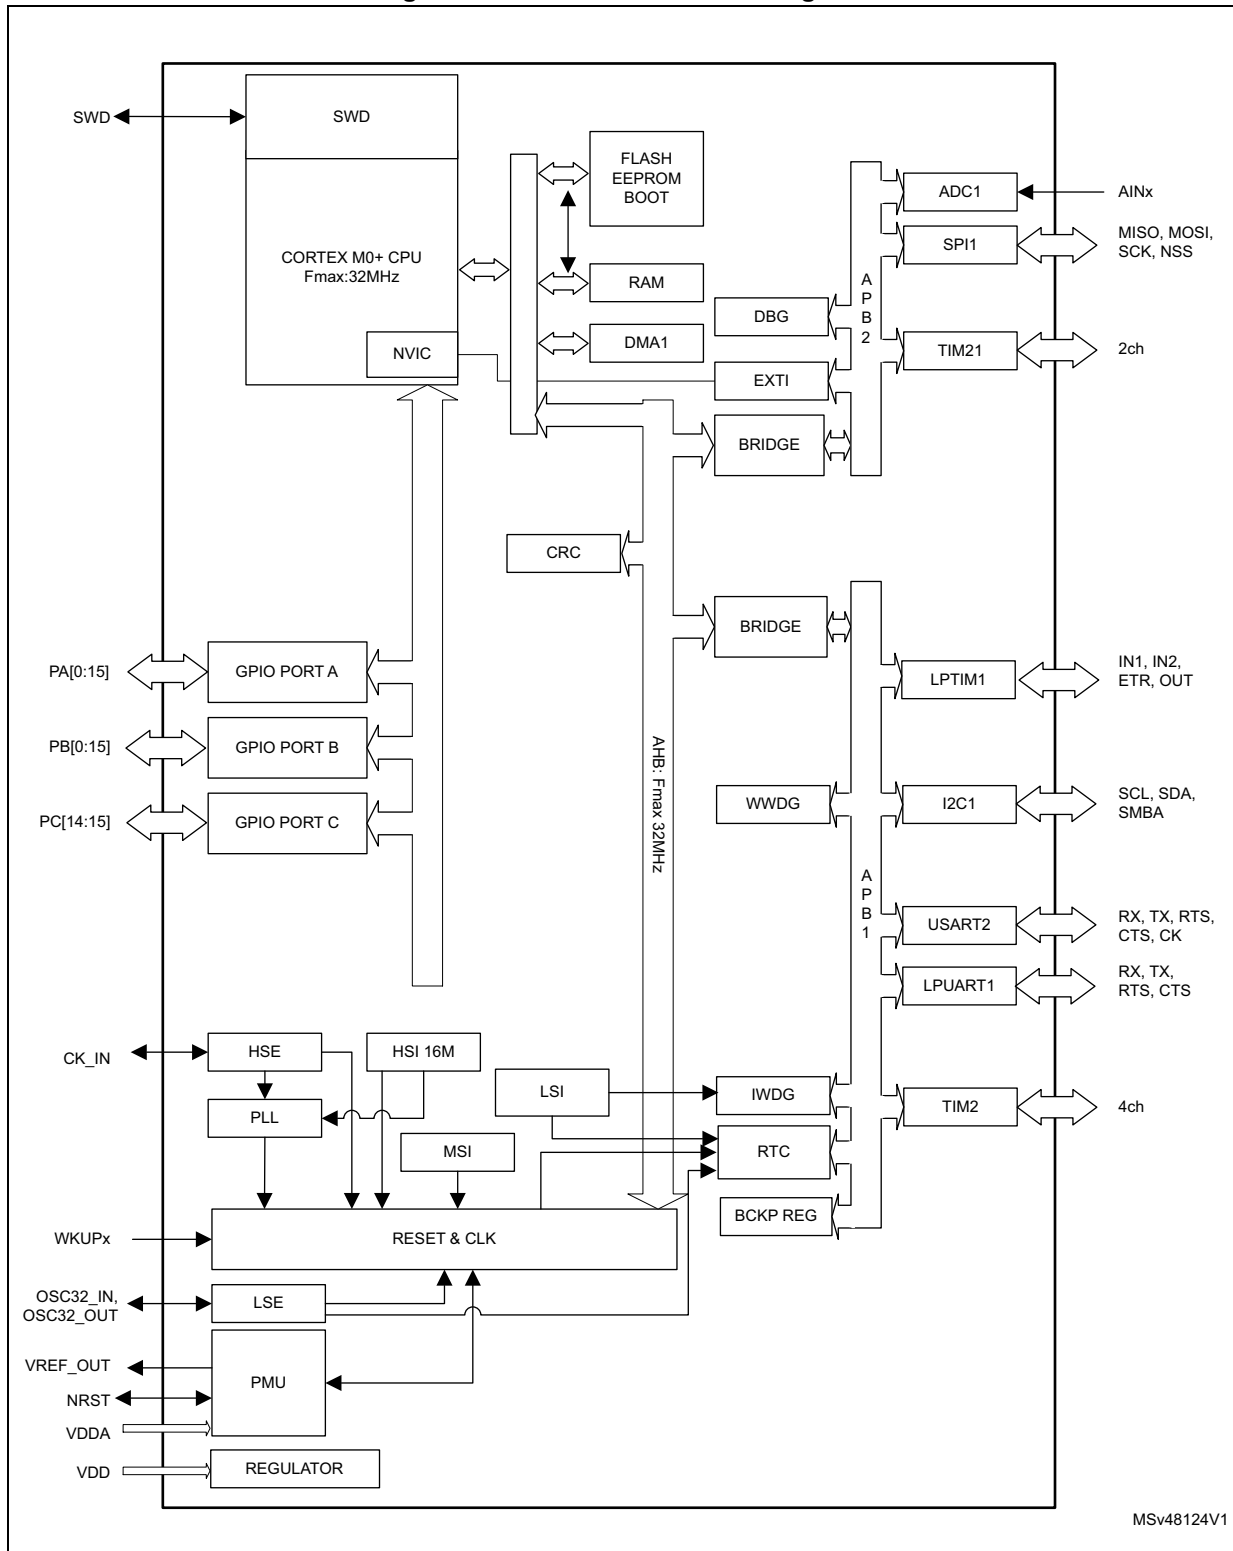 SWD
SWD
FLASH
EEPROM
BOOT
ADC1
AINx
SPI1
MISO, MOSI,
SCK, NSS
CORTEX M0+ CPU
Fmax:32MHz
RAM
APB2
DBG
NVIC
DMA1
TIM21
2ch
EXTI
BRIDGE
CRC
BRIDGE
PA[0:15]
GPIO PORT A
LPTIM1
IN1, IN2,
ETR, OUT
PB[0:15]
GPIO PORT B
AHB: Fmax 32MHz
WWDG
I2C1
SCL, SDA,
SMBA
PC[14:15]
GPIO PORT C
APB1
USART2
RX, TX, RTS,
CTS, CK
LPUART1
RX, TX,
RTS, CTS
CK_IN
HSE
HSI 16M
LSI
IWDG
PLL
TIM2
4ch
MSI
RTC
BCKP REG
WKUPx
RESET & CLK
OSC32_IN,
OSC32_OUT
LSE
VREF_OUT
PMU
NRST
VDDA
VDD
REGULATOR
MSv48124V1